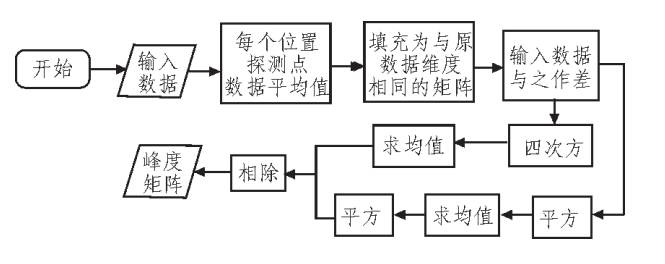 开始
输入
数据
每个位置
探测点
数据平均值
填充为与原
数据维度
相同的矩阵
输入数据
与之作差
四次方
求均值
平方
求均值
平方
相除
峰度
矩阵